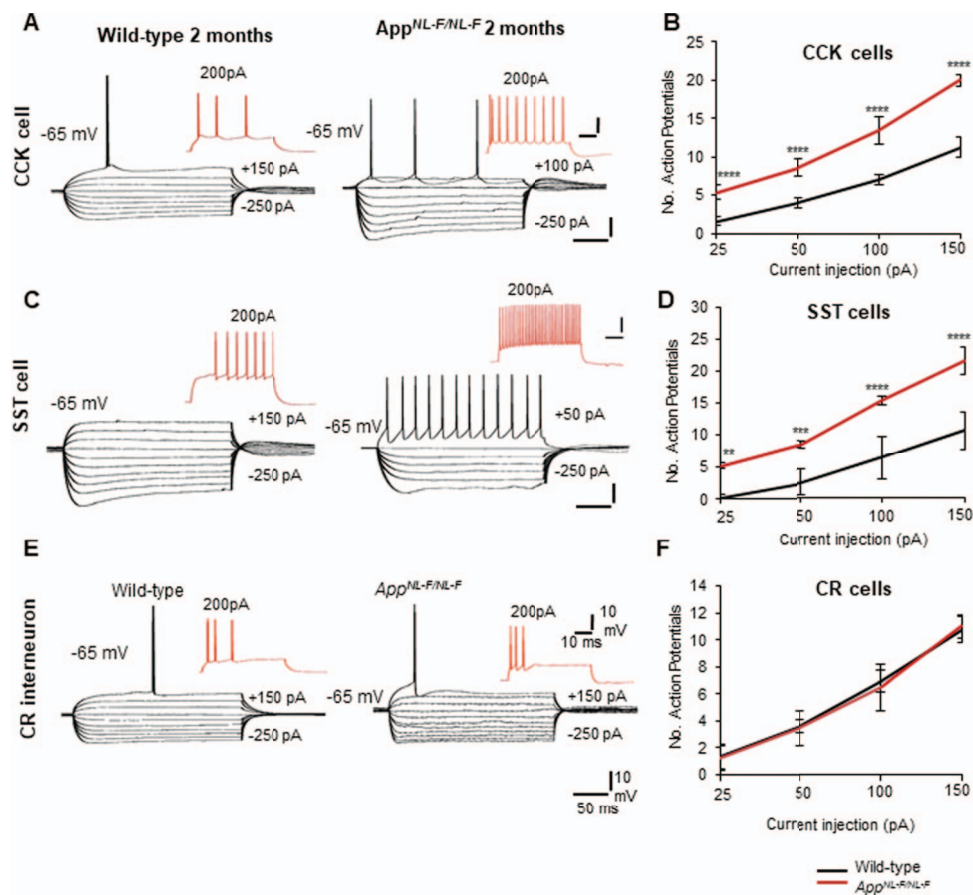 A
Wild-type 2 months
App^NL-F/NL-F 2 months
CCK cell
200pA
-65 mV
+150 pA
-250 pA
200pA
-65 mV
+100 pA
-250 pA
B
CCK cells
No. Action Potentials
25
20
15
10
5
0
****
****
****
****
25 50 100 150
Current injection (pA)
C
SST cell
200pA
-65 mV
+150 pA
-250 pA
200pA
-65 mV
+50 pA
-250 pA
D
SST cells
No. Action Potentials
30
25
20
15
10
5
0
**
***
****
****
25 50 100 150
Current injection (pA)
E
CR interneuron
Wild-type
200pA
-65 mV
+150 pA
-250 pA
App^NL-F/NL-F
200pA
10
mV
10 ms
-65 mV
+150 pA
-250 pA
10
mV
50 ms
F
CR cells
No. Action Potentials
14
12
10
8
6
4
2
0
25 50 100 150
Current injection (pA)
Wild-type
App^NL-F/NL-F